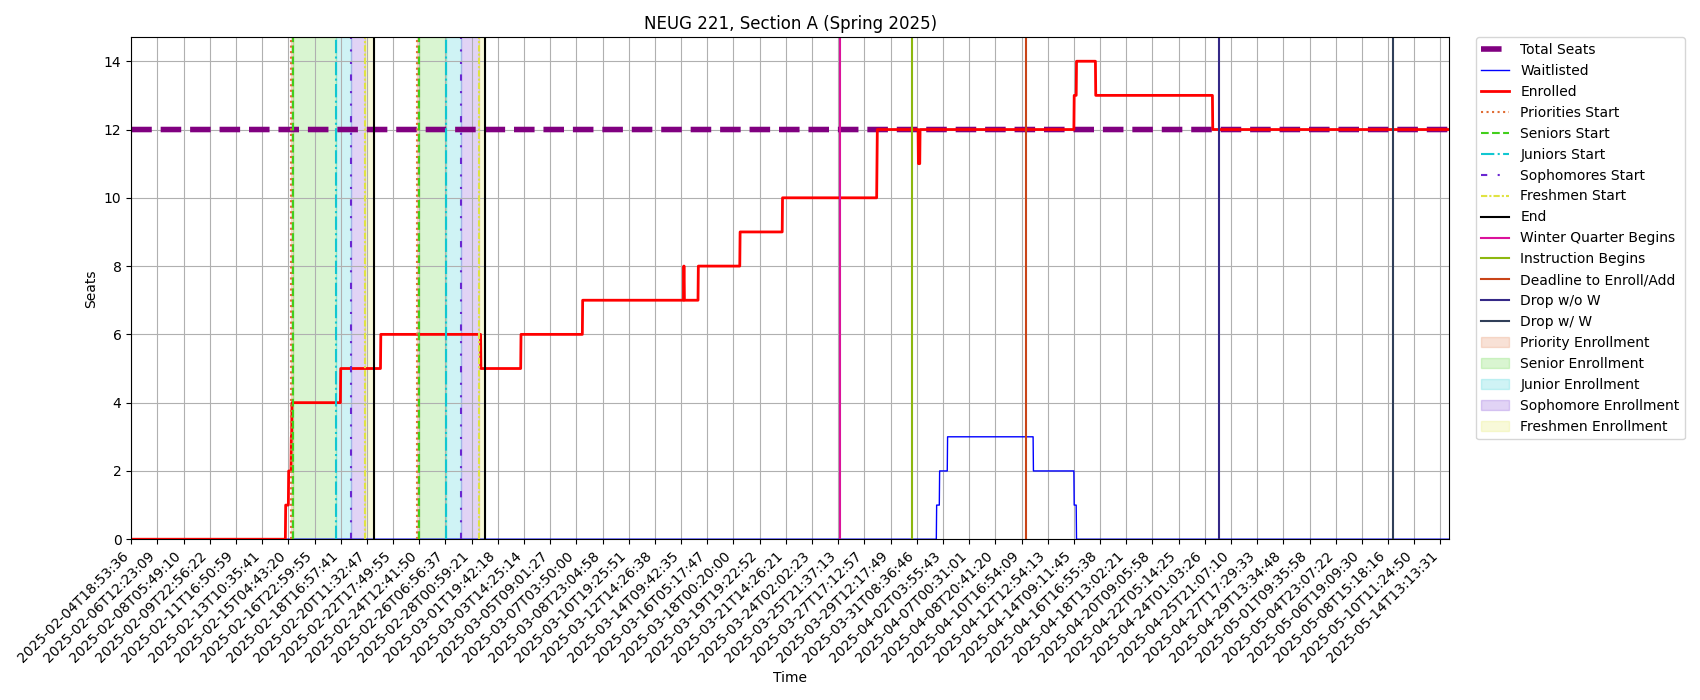 NEUG 221, Section A (Spring 2025)
Seats
14
12
10
8
6
4
2
0
2025-02-04T18:53:36
2025-02-06T12:23:09
2025-02-08T05:49:10
2025-02-09T22:56:22
2025-02-11T16:50:59
2025-02-13T10:35:41
2025-02-15T04:43:20
2025-02-16T22:59:55
2025-02-18T16:57:41
2025-02-20T11:32:47
2025-02-22T17:49:55
2025-02-24T12:41:50
2025-02-26T06:56:37
2025-02-28T00:59:21
2025-03-01T19:42:18
2025-03-03T14:25:14
2025-03-05T09:01:27
2025-03-07T03:50:00
2025-03-08T23:04:58
2025-03-10T19:25:51
2025-03-12T14:26:38
2025-03-14T09:42:35
2025-03-16T05:17:47
2025-03-18T00:20:00
2025-03-19T19:22:52
2025-03-21T14:26:21
2025-03-24T02:02:23
2025-03-25T21:37:13
2025-03-27T17:12:57
2025-03-29T12:17:49
2025-03-31T08:36:46
2025-04-02T03:55:43
2025-04-07T00:31:01
2025-04-08T20:41:20
2025-04-10T16:54:09
2025-04-12T12:54:13
2025-04-14T09:11:45
2025-04-16T16:55:38
2025-04-18T13:02:21
2025-04-20T09:05:58
2025-04-22T05:14:25
2025-04-24T01:03:26
2025-04-25T21:07:10
2025-04-27T17:29:33
2025-04-29T13:34:48
2025-05-01T09:35:58
2025-05-04T23:07:22
2025-05-06T19:09:30
2025-05-08T15:18:16
2025-05-10T11:24:50
2025-05-14T13:13:31
Time
Total Seats
Waitlisted
Enrolled
Priorities Start
Seniors Start
Juniors Start
Sophomores Start
Freshmen Start
End
Winter Quarter Begins
Instruction Begins
Deadline to Enroll/Add
Drop w/o W
Drop w/ W
Priority Enrollment
Senior Enrollment
Junior Enrollment
Sophomore Enrollment
Freshmen Enrollment